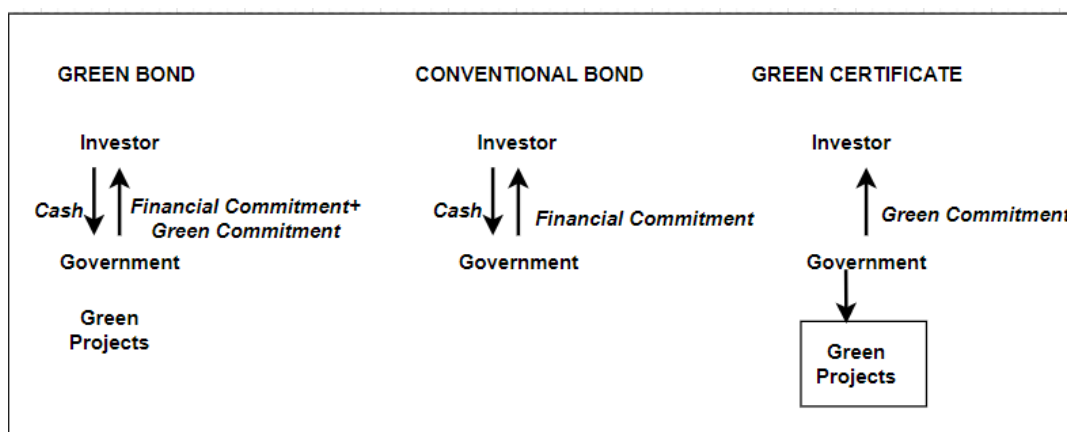 GREEN BOND
Investor
Cash
Financial Commitment+
Green Commitment
Government
Green
Projects
CONVENTIONAL BOND
Investor
Cash
Financial Commitment
Government
GREEN CERTIFICATE
Investor
Green Commitment
Government
Green
Projects